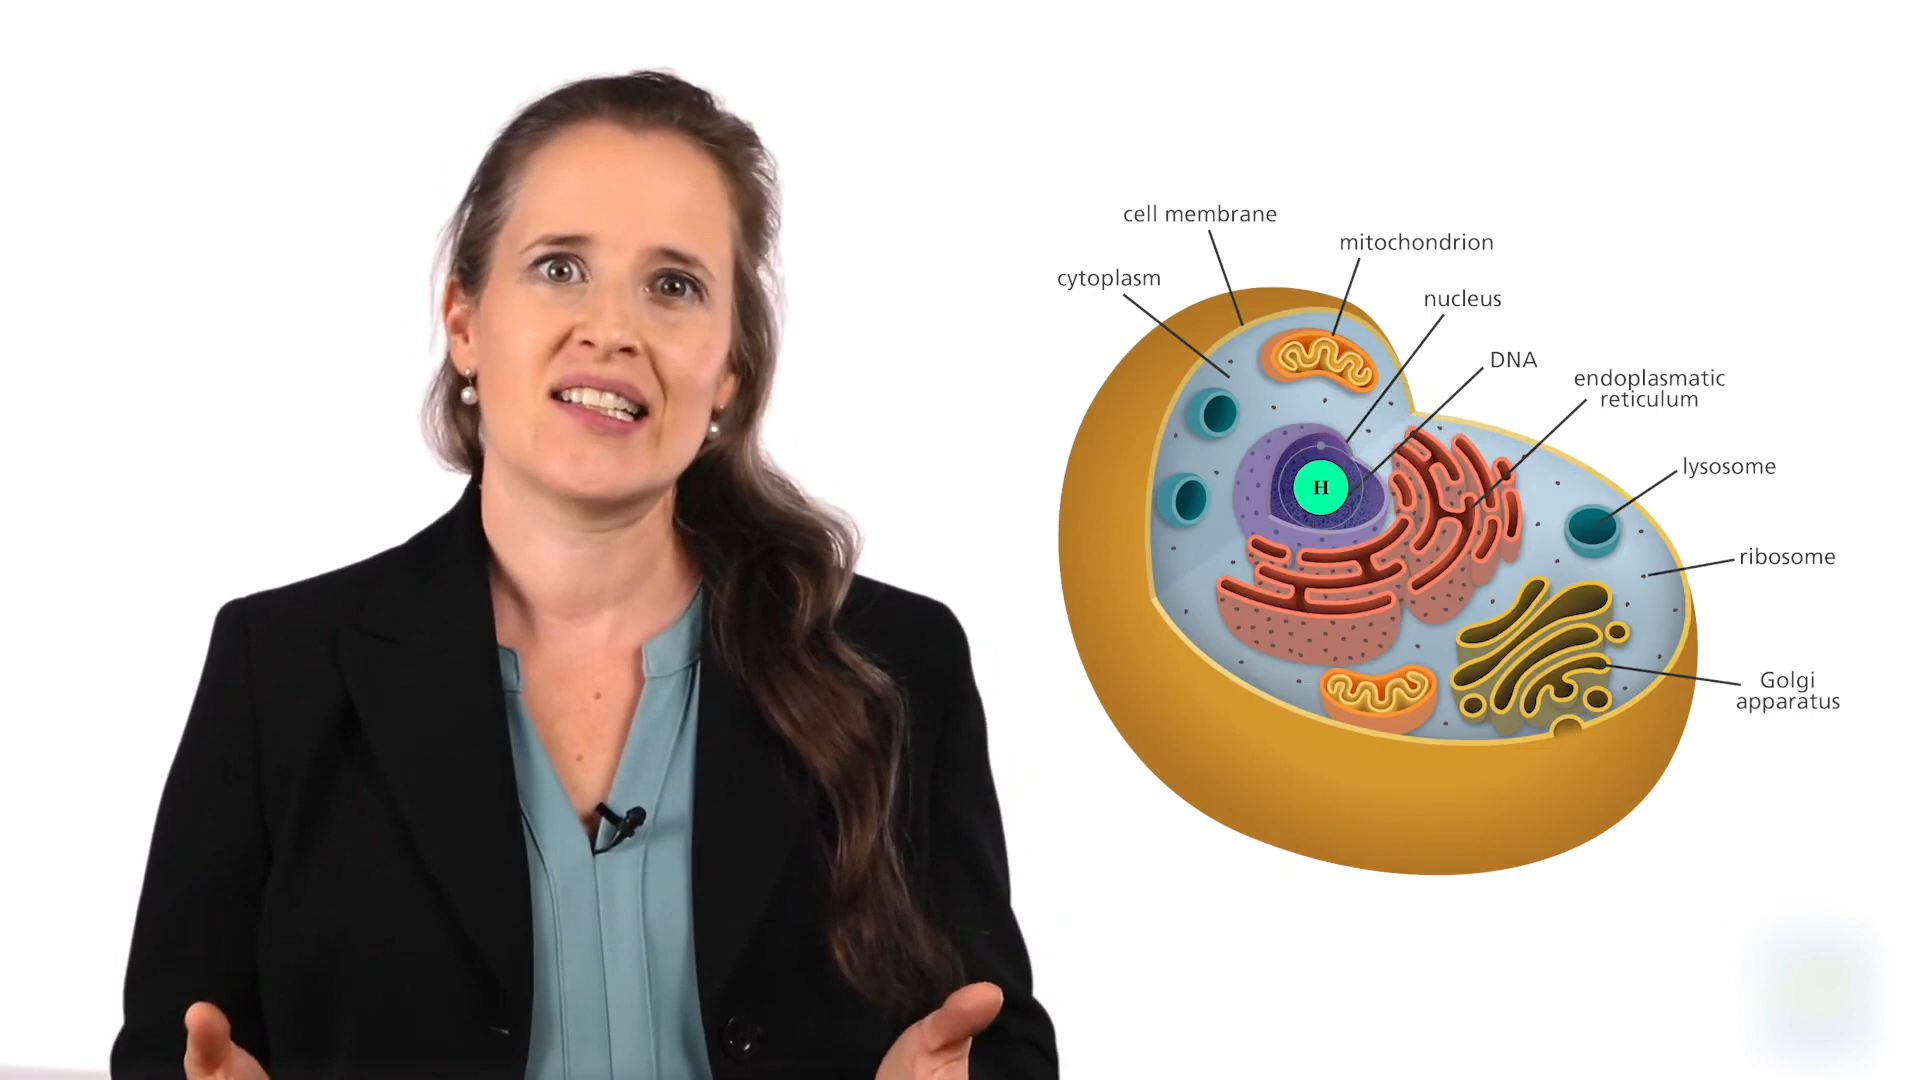 cell membrane
mitochondrion
cytoplasm
nucleus
DNA
endoplasmatic
reticulum
lysosome
H
ribosome
Golgi
apparatus